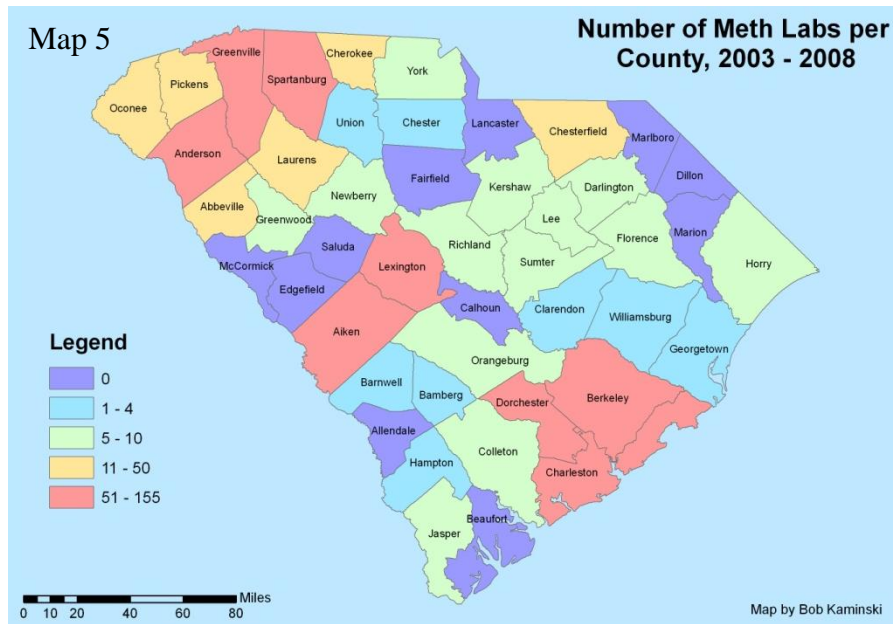 Map 5
Number of Meth Labs per
County, 2003 - 2008
Greenville
Cherokee
Spartanburg
York
Pickens
Oconee
Union
Chester
Lancaster
Chesterfield
Marlboro
Anderson
Laurens
Dillon
Fairfield
Kershaw
Darlington
Newberry
Abbeville
Greenwood
Lee
Marion
Florence
Saluda
Richland
Sumter
Horry
McCormick
Lexington
Edgefield
Calhoun
Clarendon
Williamsburg
Aiken
Georgetown
Orangeburg
Barnwell
Bamberg
Dorchester
Berkeley
Allendale
Colleton
Hampton
Charleston
Beaufort
Jasper
Legend
0
1 - 4
5 - 10
11 - 50
51 - 155
Miles
0 5 10 20 40 60 80
Map by Bob Kaminski